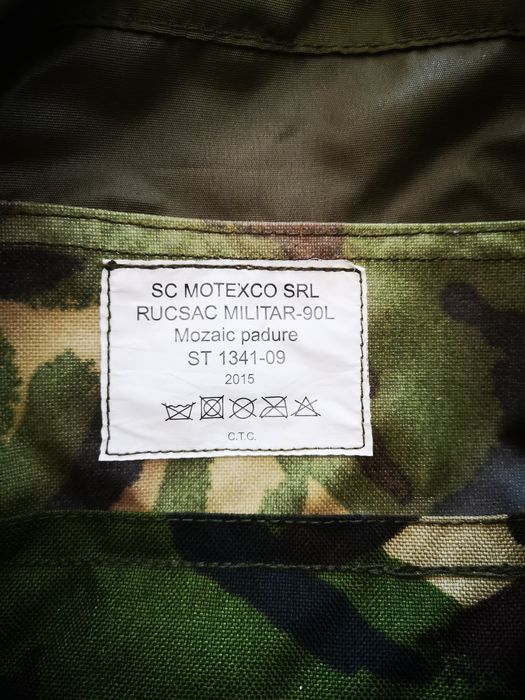 SC MOTEXCO SRL
RUCSAC MILITAR-90L
Mozaic padure
ST 1341-09
2015
C.T.C.